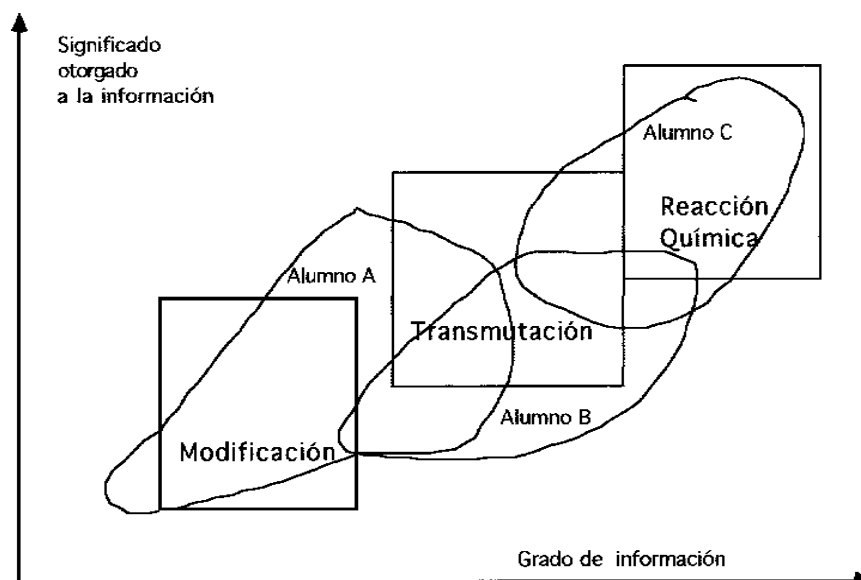 Significado
otorgado
a la información
Alumno C
Reacción
Química
Alumno A
Transmutación
Alumno B
Modificación
Grado de información